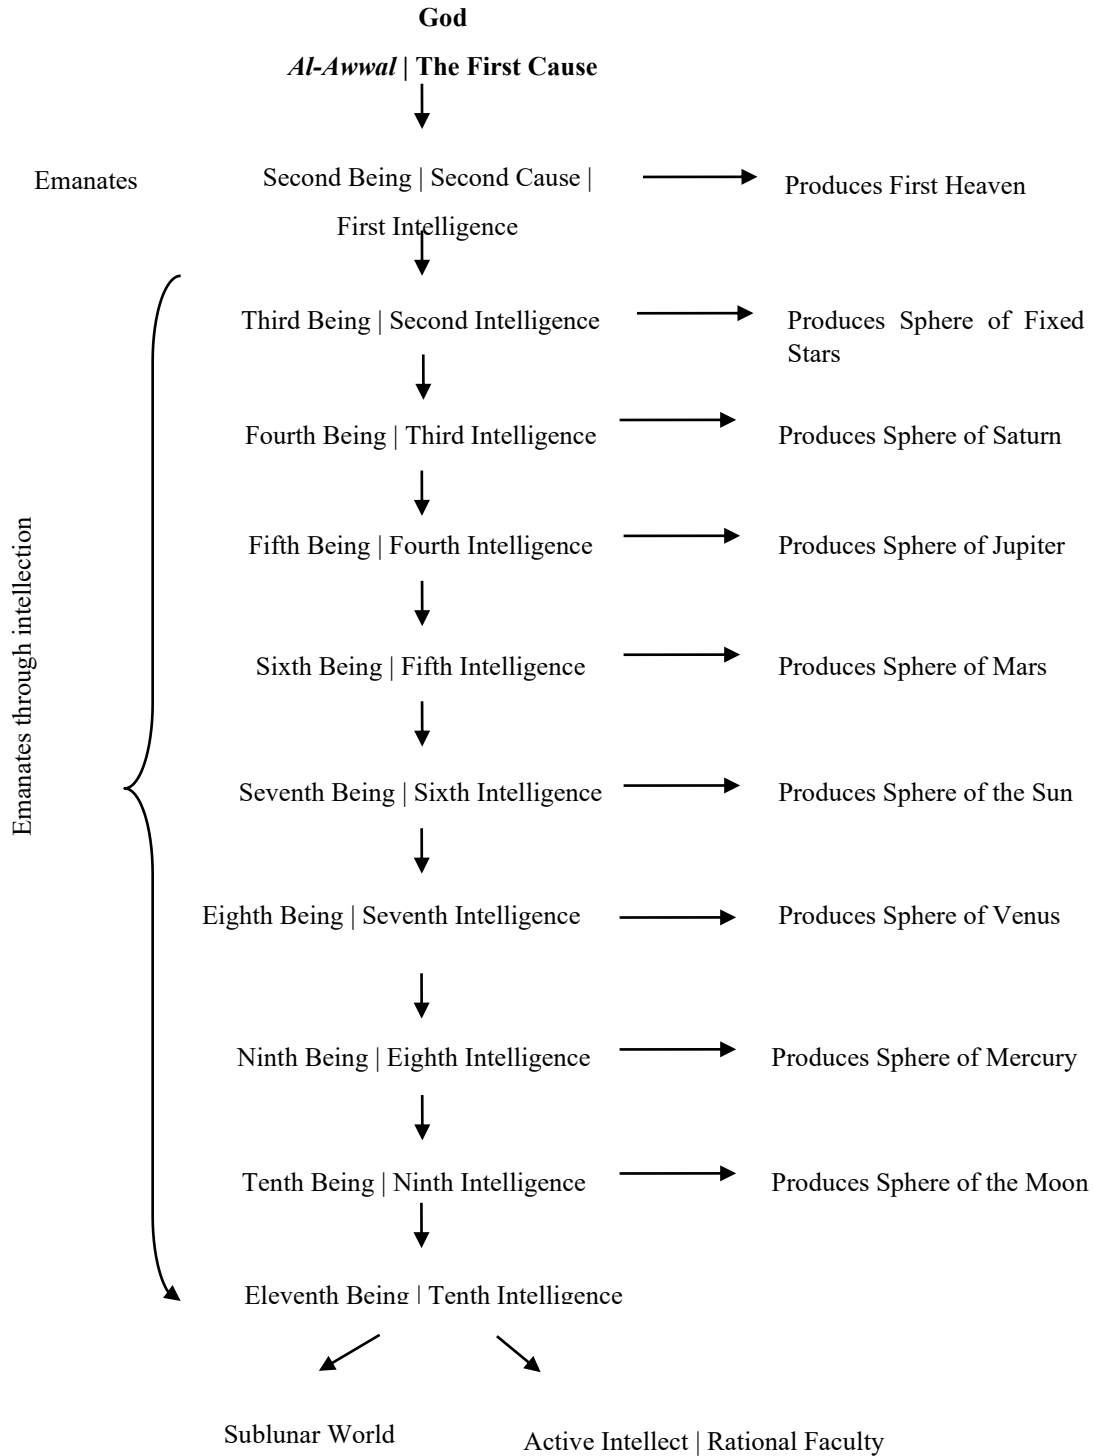 God
Al-Awwal | The First Cause
Emanates
Second Being | Second Cause |
First Intelligence
Produces First Heaven
Emanates through intellection
Third Being | Second Intelligence
Produces Sphere of Fixed
Stars
Fourth Being | Third Intelligence
Produces Sphere of Saturn
Fifth Being | Fourth Intelligence
Produces Sphere of Jupiter
Sixth Being | Fifth Intelligence
Produces Sphere of Mars
Seventh Being | Sixth Intelligence
Produces Sphere of the Sun
Eighth Being | Seventh Intelligence
Produces Sphere of Venus
Ninth Being | Eighth Intelligence
Produces Sphere of Mercury
Tenth Being | Ninth Intelligence
Produces Sphere of the Moon
Eleventh Being | Tenth Intelligence
Sublunar World
Active Intellect | Rational Faculty